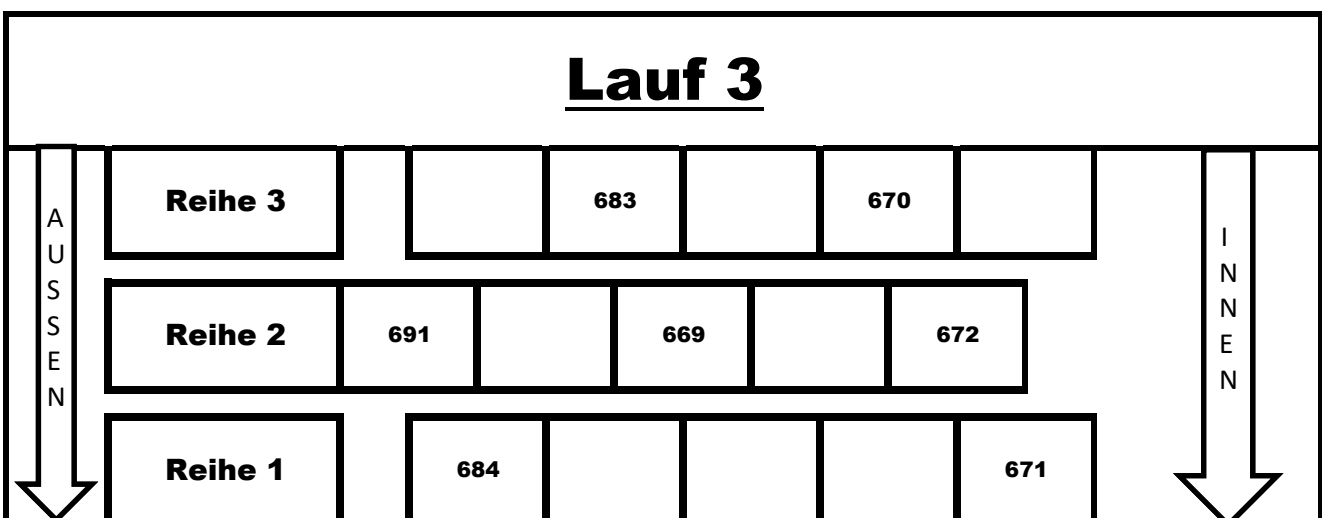 Lauf 3
AUSSEN
Reihe 3 683 670
Reihe 2 691 669 672
Reihe 1 684 671
INNEN